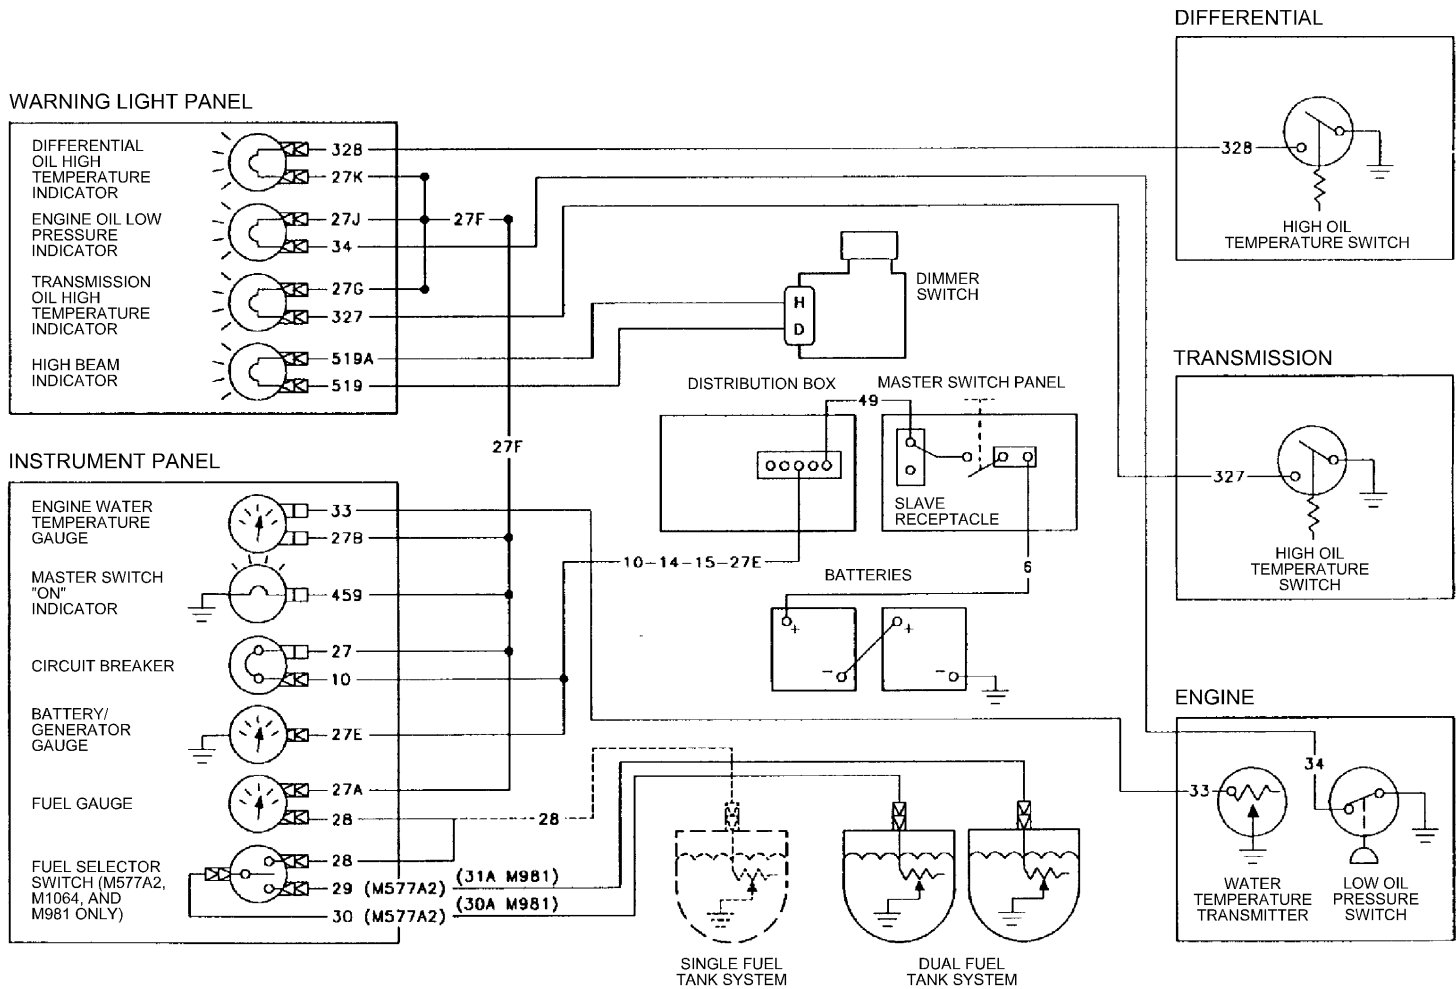 DIFFERENTIAL
WARNING LIGHT PANEL
DIFFERENTIAL
OIL HIGH
TEMPERATURE
INDICATOR
328
27K
ENGINE OIL LOW
PRESSURE
INDICATOR
27J
27F
34
TRANSMISSION
OIL HIGH
TEMPERATURE
INDICATOR
27G
327
HIGH BEAM
INDICATOR
519A
519
328
HIGH OIL
TEMPERATURE SWITCH
H
D
DIMMER
SWITCH
TRANSMISSION
DISTRIBUTION BOX
MASTER SWITCH PANEL
49
SLAVE
RECEPTACLE
27F
327
HIGH OIL
TEMPERATURE
SWITCH
INSTRUMENT PANEL
ENGINE WATER
TEMPERATURE
GAUGE
33
27B
MASTER SWITCH
"ON"
INDICATOR
459
10-14-15-27E
6
BATTERIES
+
−
+
−
CIRCUIT BREAKER
27
10
BATTERY/
GENERATOR
GAUGE
27E
FUEL GAUGE
27A
28
28
FUEL SELECTOR
SWITCH (M577A2,
M1064, AND
M981 ONLY)
28
29 (M577A2)
(31A M981)
30 (M577A2)
(30A M981)
SINGLE FUEL
TANK SYSTEM
DUAL FUEL
TANK SYSTEM
ENGINE
34
33
WATER
TEMPERATURE
TRANSMITTER
LOW OIL
PRESSURE
SWITCH